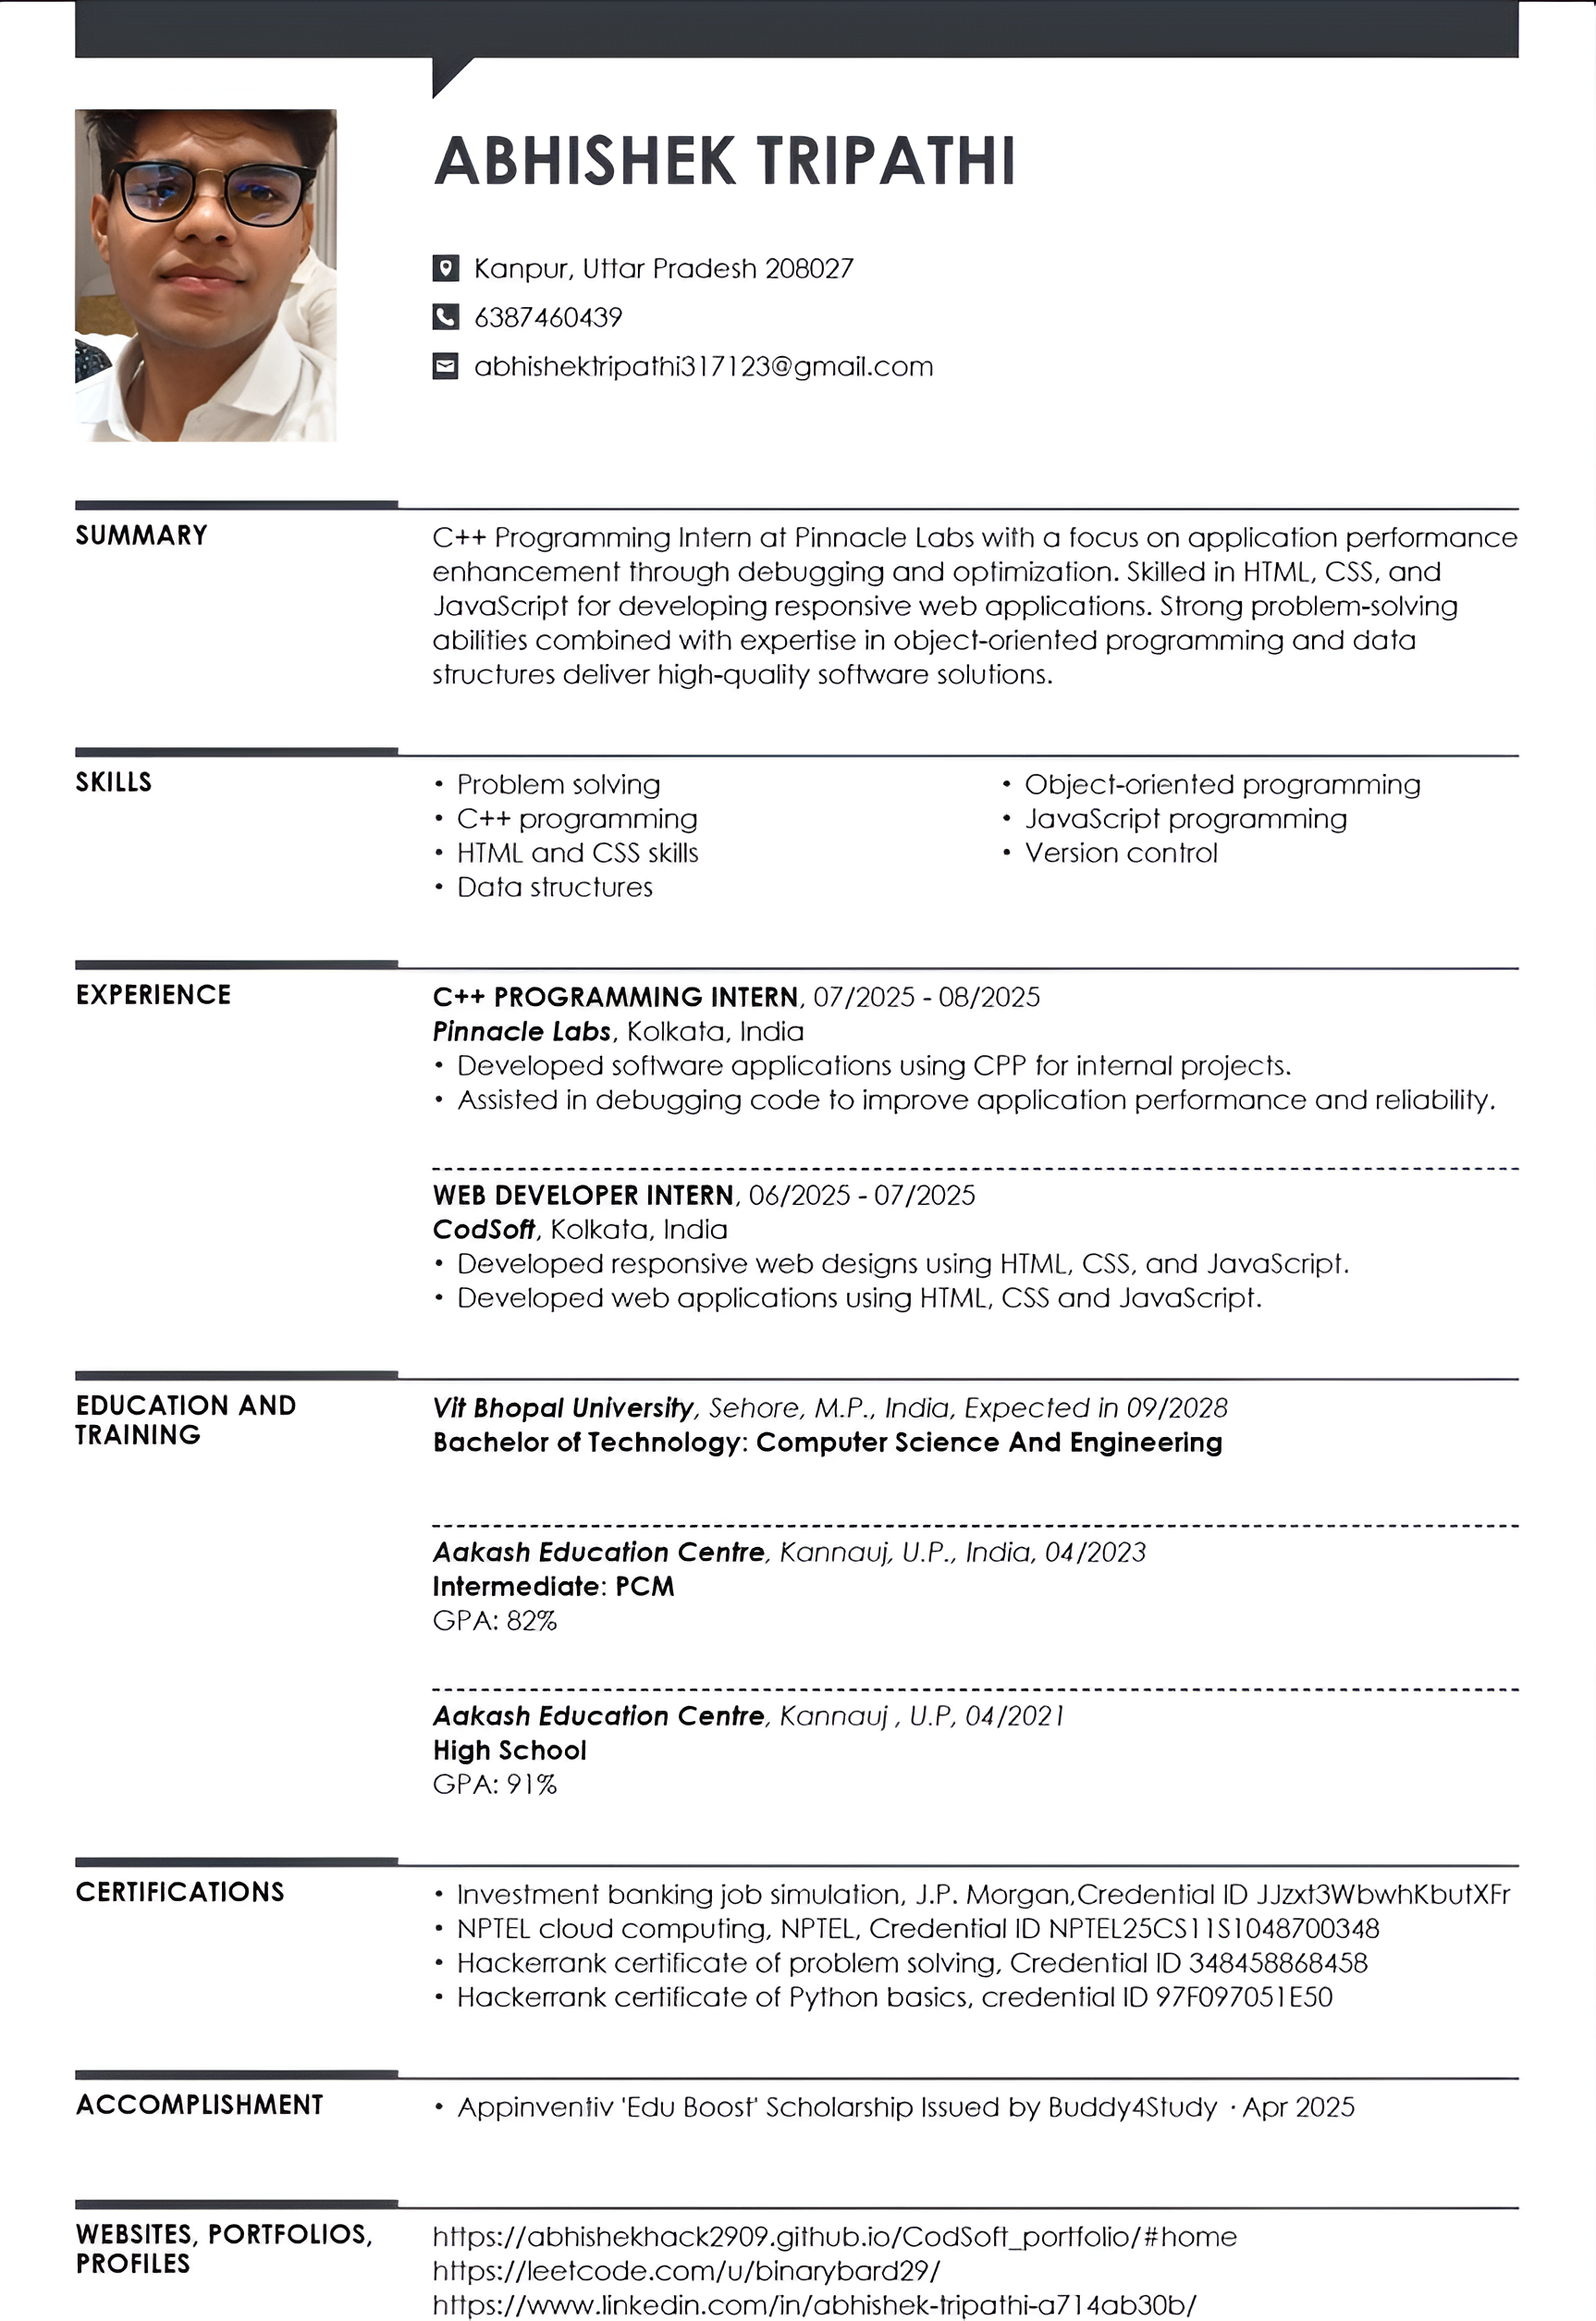 ABHISHEK TRIPATHI
Kanpur, Uttar Pradesh 208027
6387460439
abhishektripathi317123@gmail.com
SUMMARY
C++ Programming Intern at Pinnacle Labs with a focus on application performance
enhancement through debugging and optimization. Skilled in HTML, CSS, and
JavaScript for developing responsive web applications. Strong problem-solving
abilities combined with expertise in object-oriented programming and data
structures deliver high-quality software solutions.
SKILLS
• Problem solving
• C++ programming
• HTML and CSS skills
• Data structures
• Object-oriented programming
• JavaScript programming
• Version control
EXPERIENCE
C++ PROGRAMMING INTERN, 07/2025 - 08/2025
Pinnacle Labs, Kolkata, India
• Developed software applications using CPP for internal projects.
• Assisted in debugging code to improve application performance and reliability.
WEB DEVELOPER INTERN, 06/2025 - 07/2025
CodSoft, Kolkata, India
• Developed responsive web designs using HTML, CSS, and JavaScript.
• Developed web applications using HTML, CSS and JavaScript.
EDUCATION AND
TRAINING
Vit Bhopal University, Sehore, M.P., India, Expected in 09/2028
Bachelor of Technology: Computer Science And Engineering
Aakash Education Centre, Kannauj, U.P., India, 04/2023
Intermediate: PCM
GPA: 82%
Aakash Education Centre, Kannauj , U.P, 04/2021
High School
GPA: 91%
CERTIFICATIONS
• Investment banking job simulation, J.P. Morgan,Credential ID JJzxt3WbwhKbutXFr
• NPTEL cloud computing, NPTEL, Credential ID NPTEL25CS11S1048700348
• Hackerrank certificate of problem solving, Credential ID 348458868458
• Hackerrank certificate of Python basics, credential ID 97F097051E50
ACCOMPLISHMENT
• Appinventiv 'Edu Boost' Scholarship Issued by Buddy4Study · Apr 2025
WEBSITES, PORTFOLIOS,
PROFILES
https://abhishekhack2909.github.io/CodSoft_portfolio/#home
https://leetcode.com/u/binarybard29/
https://www.linkedin.com/in/abhishek-tripathi-a714ab30b/